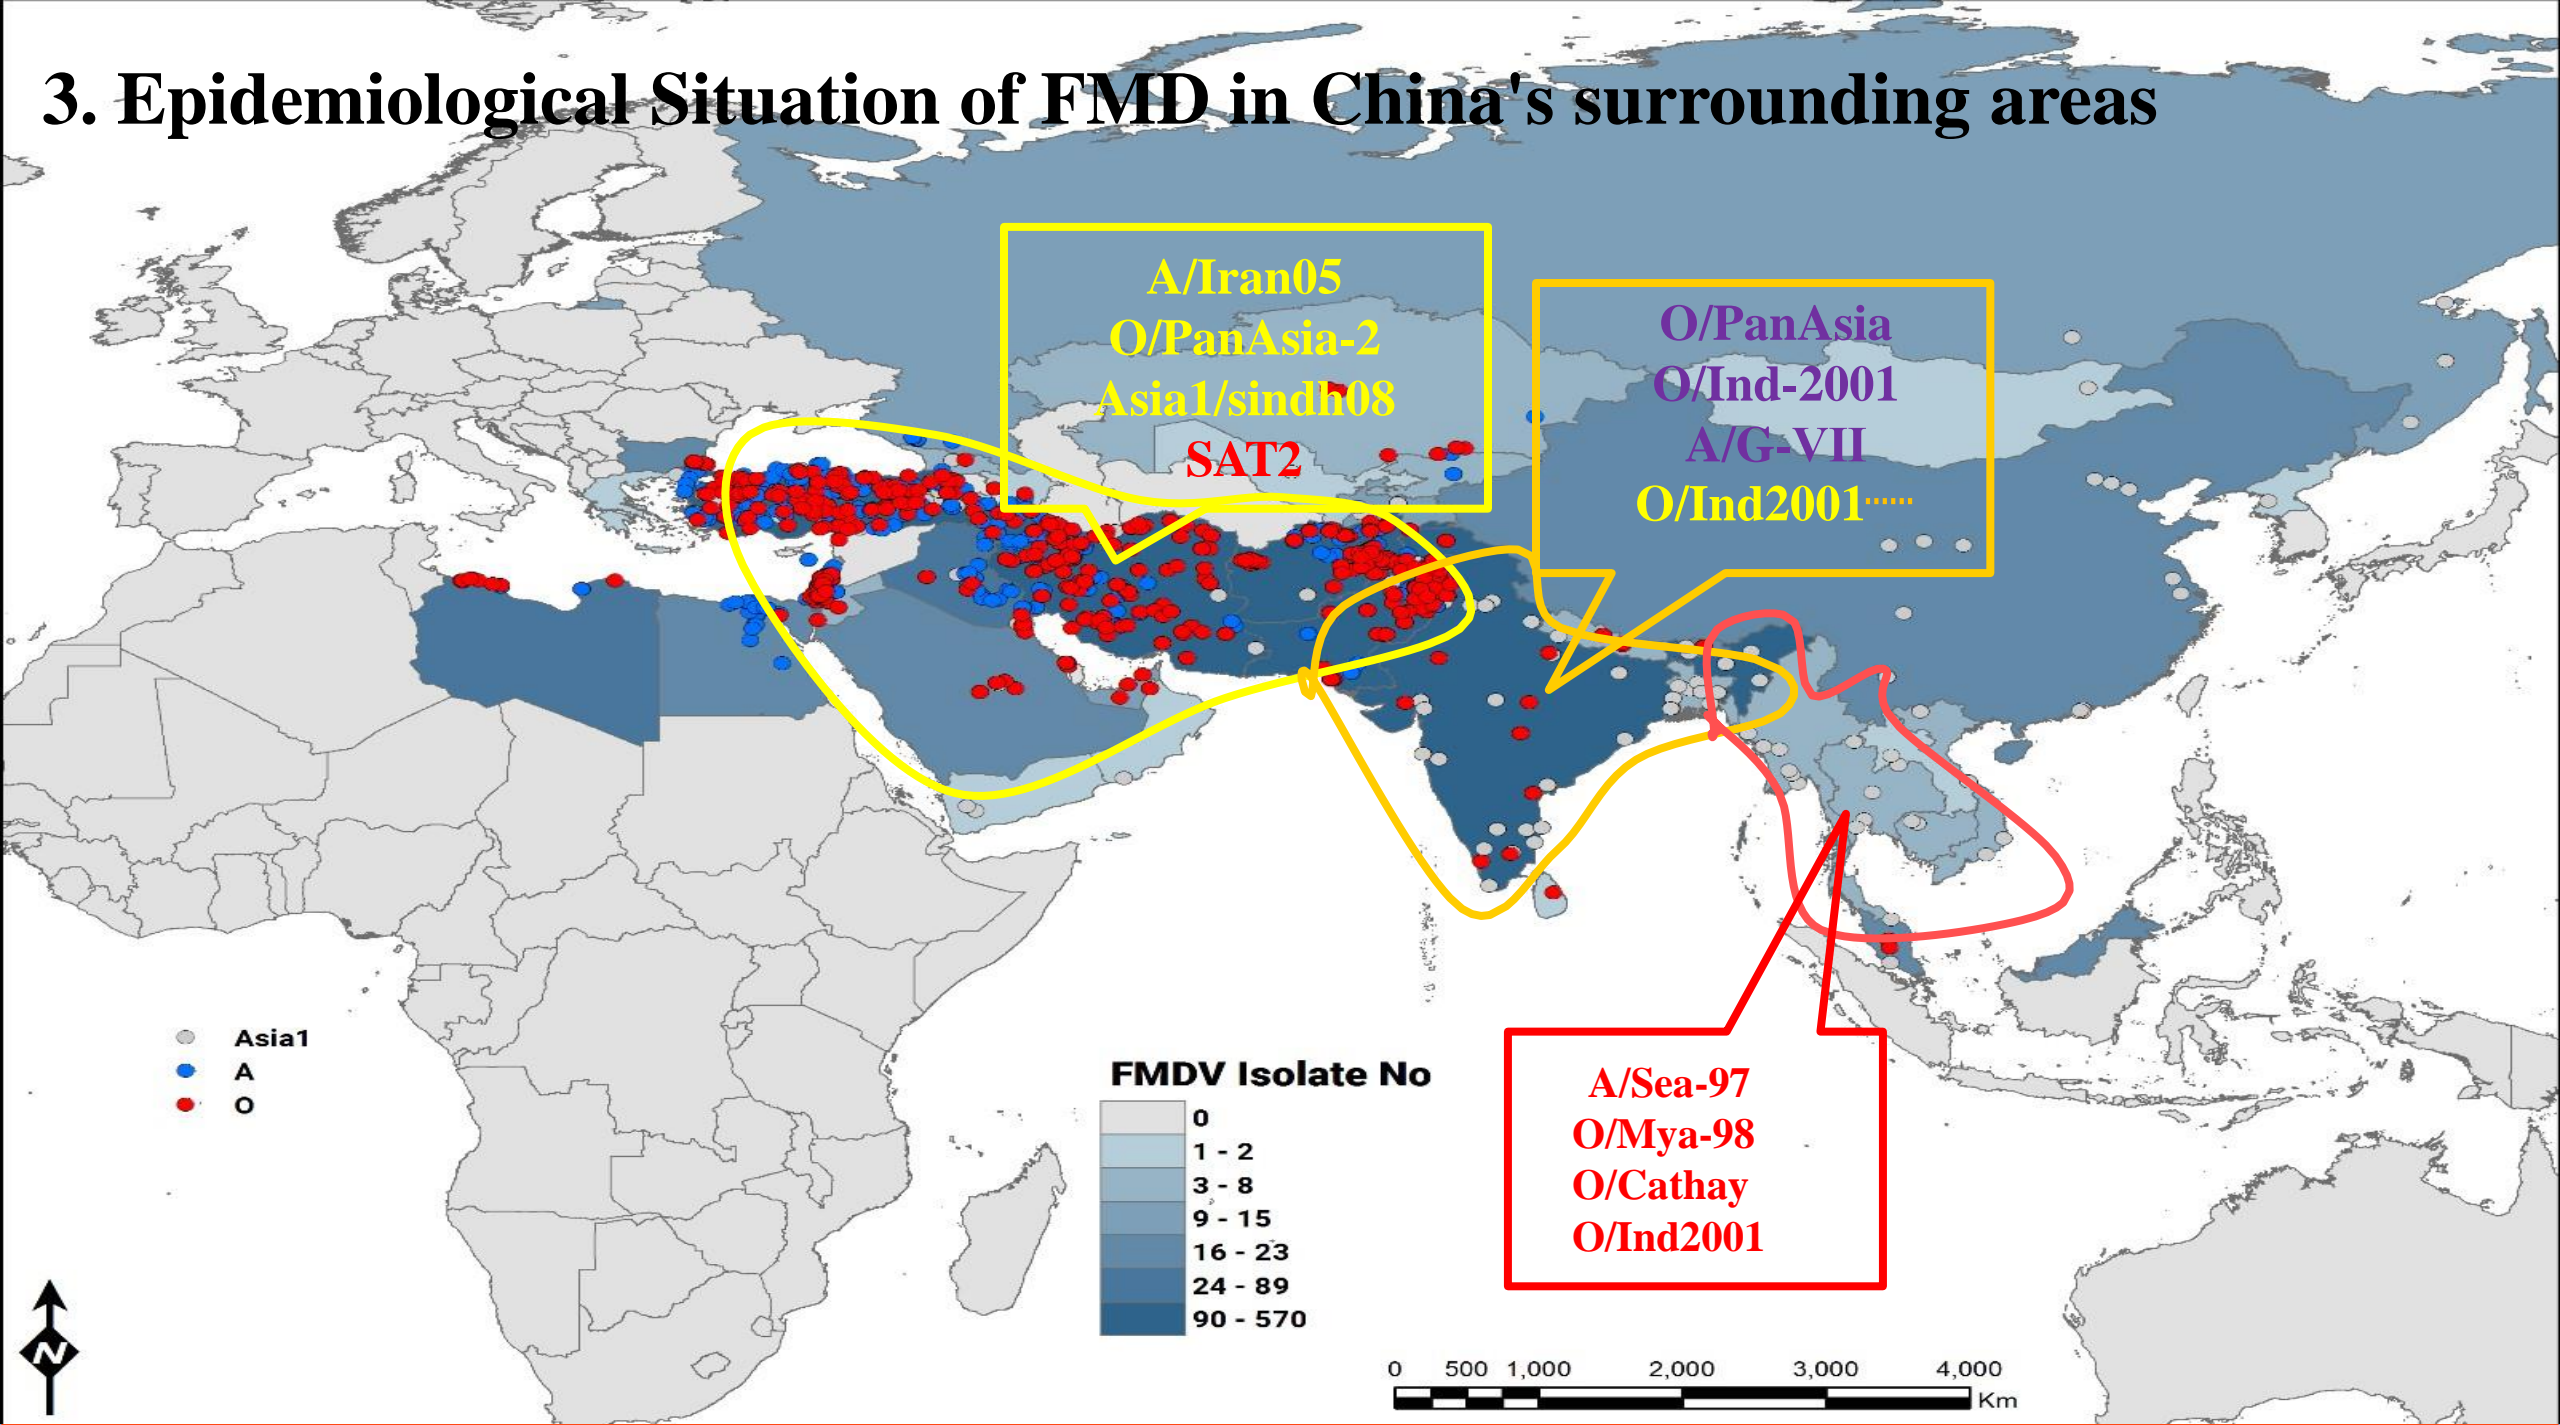 3. Epidemiological Situation of FMD in China's surrounding areas
A/Iran05
O/PanAsia-2
Asia1/sindh08
SAT2
O/PanAsia
O/Ind-2001
A/G-VII
O/Ind2001······
A/Sea-97
O/Mya-98
O/Cathay
O/Ind2001
Asia1
A
O
FMDV Isolate No
0
1 - 2
3 - 8
9 - 15
16 - 23
24 - 89
90 - 570
N
0 500 1,000 2,000 3,000 4,000
Km